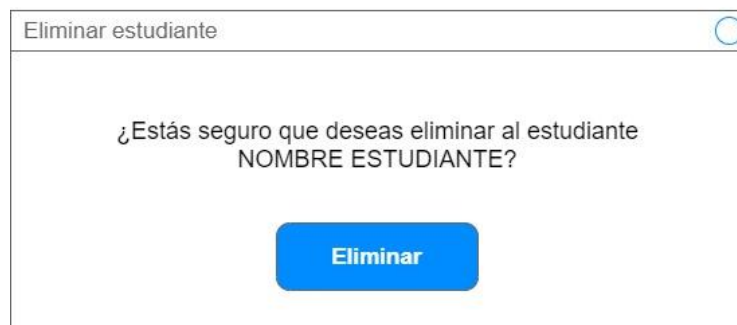 Eliminar estudiante
¿Estás seguro que deseas eliminar al estudiante
NOMBRE ESTUDIANTE?
Eliminar